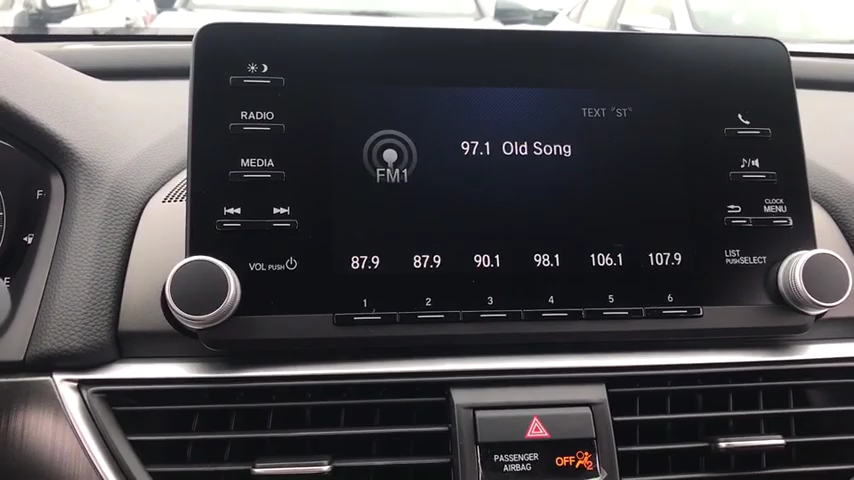 TEXT ST
RADIO
97.1 Old Song
MEDIA
FM1
CLOCK
MENU
VOL PUSH
87.9 87.9 90.1 98.1 106.1 107.9
LIST
PUSH SELECT
1 2 3 4 5 6
PASSENGER
AIRBAG
OFF 2
F
E